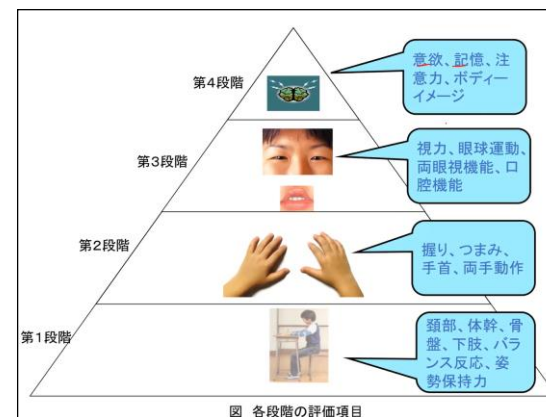 第4段階
意欲、記憶、注
意力、ボディー
イメージ
第3段階
視力、眼球運動、
両眼視機能、口
腔機能
第2段階
握り、つまみ、
手首、両手動作
第1段階
頚部、体幹、骨
盤、下肢、バラ
ンス反応、姿
勢保持力
図 各段階の評価項目